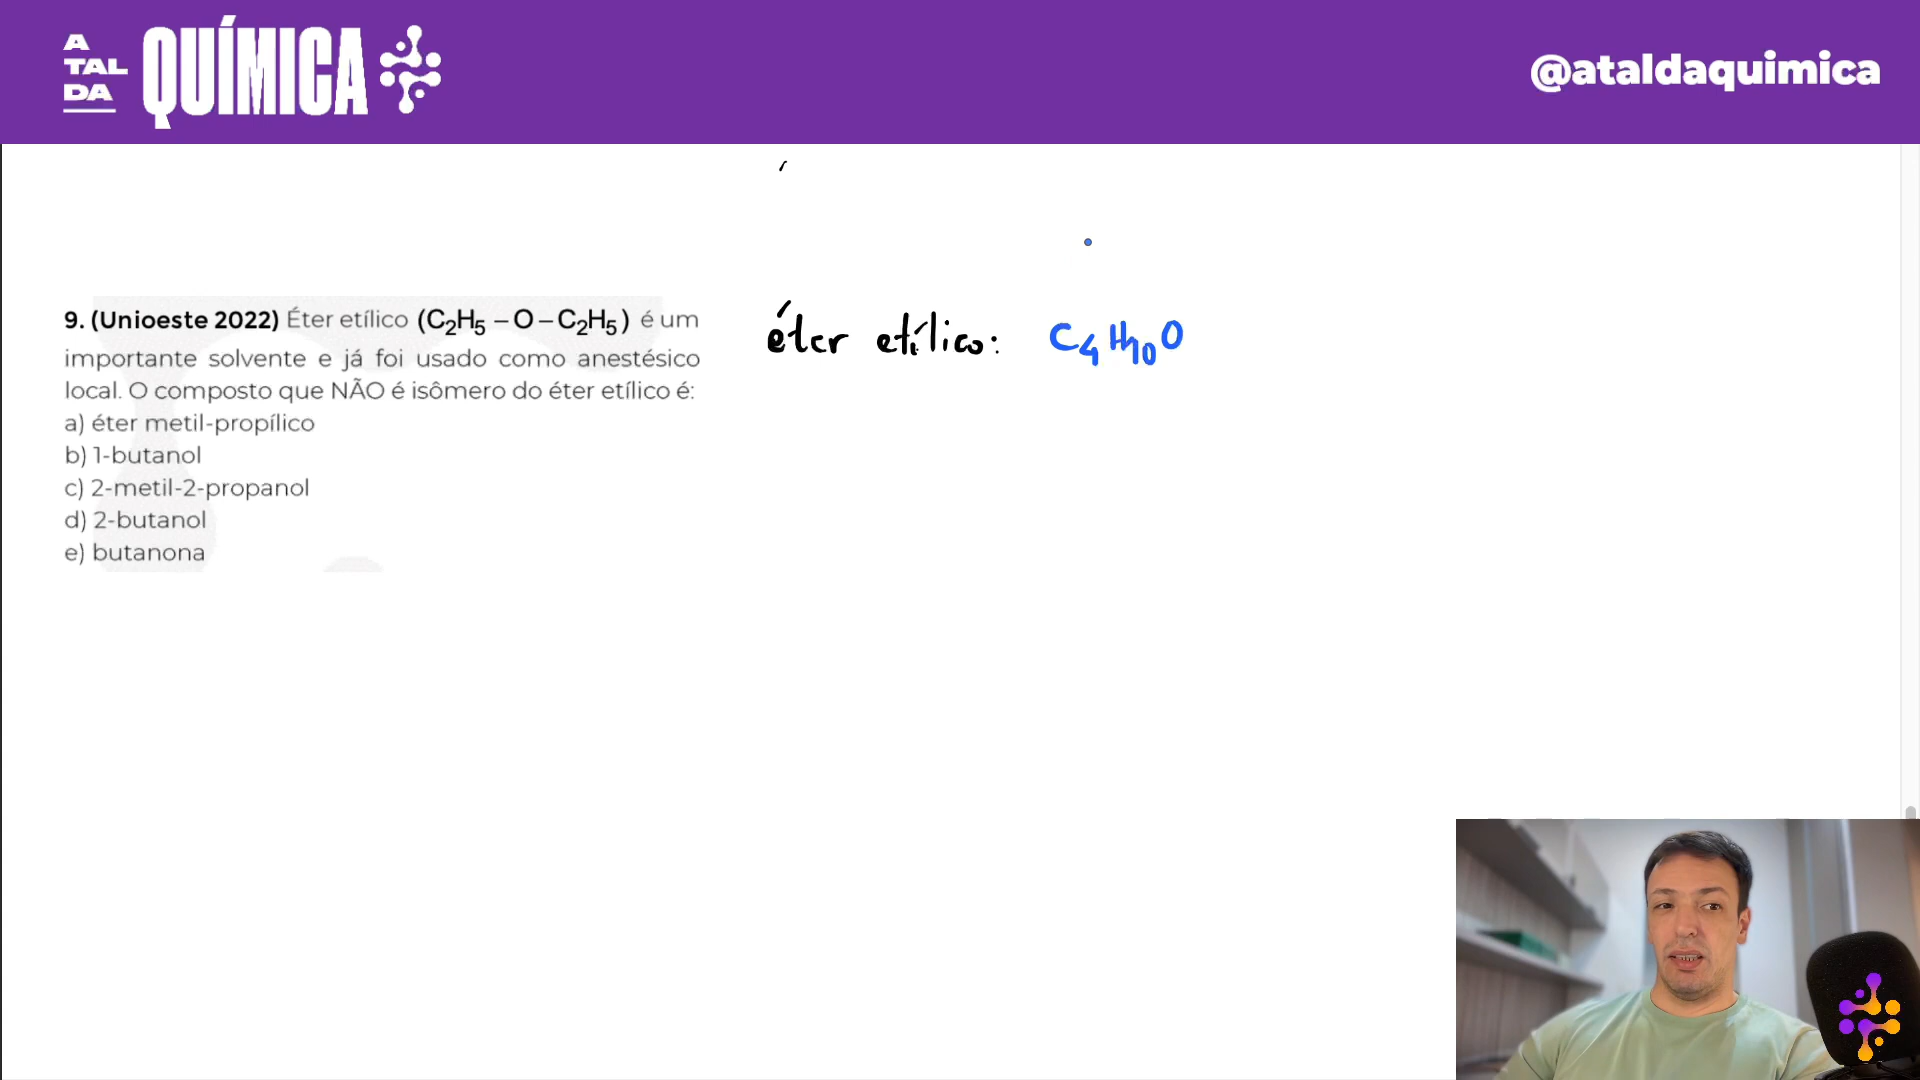 A
TAL
DA
QUÍMICA
@ataldaquimica
9. (Unioeste 2022) Éter etílico (C₂H₅ – O – C₂H₅) é um
importante solvente e já foi usado como anestésico
local. O composto que NÃO é isômero do éter etílico é:
a) éter metil-propílico
b) 1-butanol
c) 2-metil-2-propanol
d) 2-butanol
e) butanona
éter etílico: C₄H₁₀O